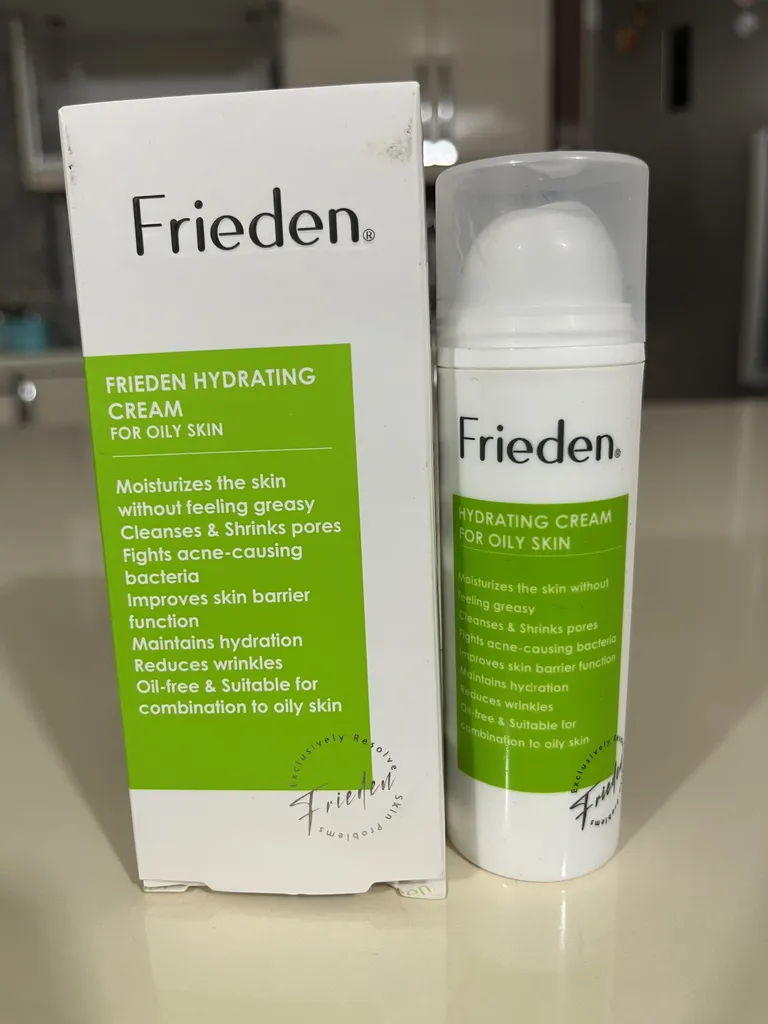 Frieden®
FRIEDEN HYDRATING
CREAM
FOR OILY SKIN
Moisturizes the skin
without feeling greasy
Cleanses & Shrinks pores
Fights acne-causing
bacteria
Improves skin barrier
function
Maintains hydration
Reduces wrinkles
Oil-free & Suitable for
combination to oily skin
Exclusively Resolve
Frieden
Skin Problems
Frieden®
HYDRATING CREAM
FOR OILY SKIN
Moisturizes the skin without
feeling greasy
Cleanses & Shrinks pores
Fights acne-causing bacteria
Improves skin barrier function
Maintains hydration
Reduces wrinkles
Oil-free & Suitable for
combination to oily skin
Exclusively
Frieden